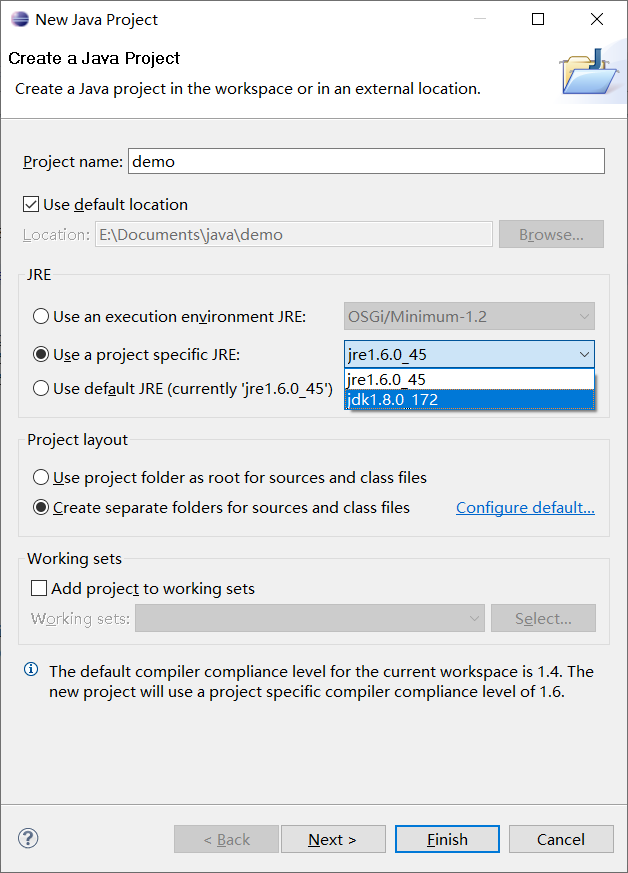 New Java Project
Create a Java Project
Create a Java project in the workspace or in an external location.
Project name: demo
Use default location
Location: E:\Documents\java\demo Browse...
JRE
Use an execution environment JRE: OSGi/Minimum-1.2
Use a project specific JRE: jre1.6.0_45
jre1.6.0_45
Use default JRE (currently 'jre1.6.0_45')
jdk1.8.0_172
Project layout
Use project folder as root for sources and class files
Create separate folders for sources and class files Configure default...
Working sets
Add project to working sets
Working sets: Select...
The default compiler compliance level for the current workspace is 1.4. The
new project will use a project specific compiler compliance level of 1.6.
? < Back Next > Finish Cancel